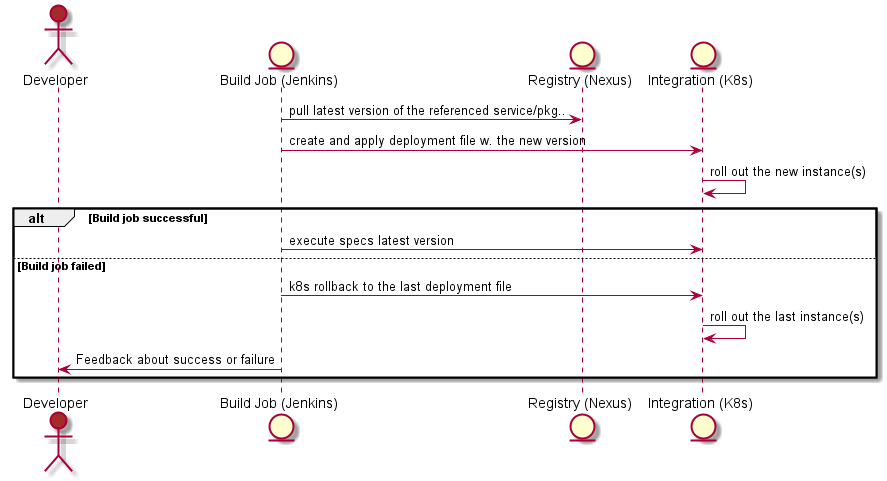 Developer
Build Job (Jenkins)
Registry (Nexus)
Integration (K8s)
pull latest version of the referenced service/pkg..
create and apply deployment file w. the new version
roll out the new instance(s)
alt
[Build job successful]
execute specs latest version
[Build job failed]
k8s rollback to the last deployment file
roll out the last instance(s)
Feedback about success or failure
Developer
Build Job (Jenkins)
Registry (Nexus)
Integration (K8s)